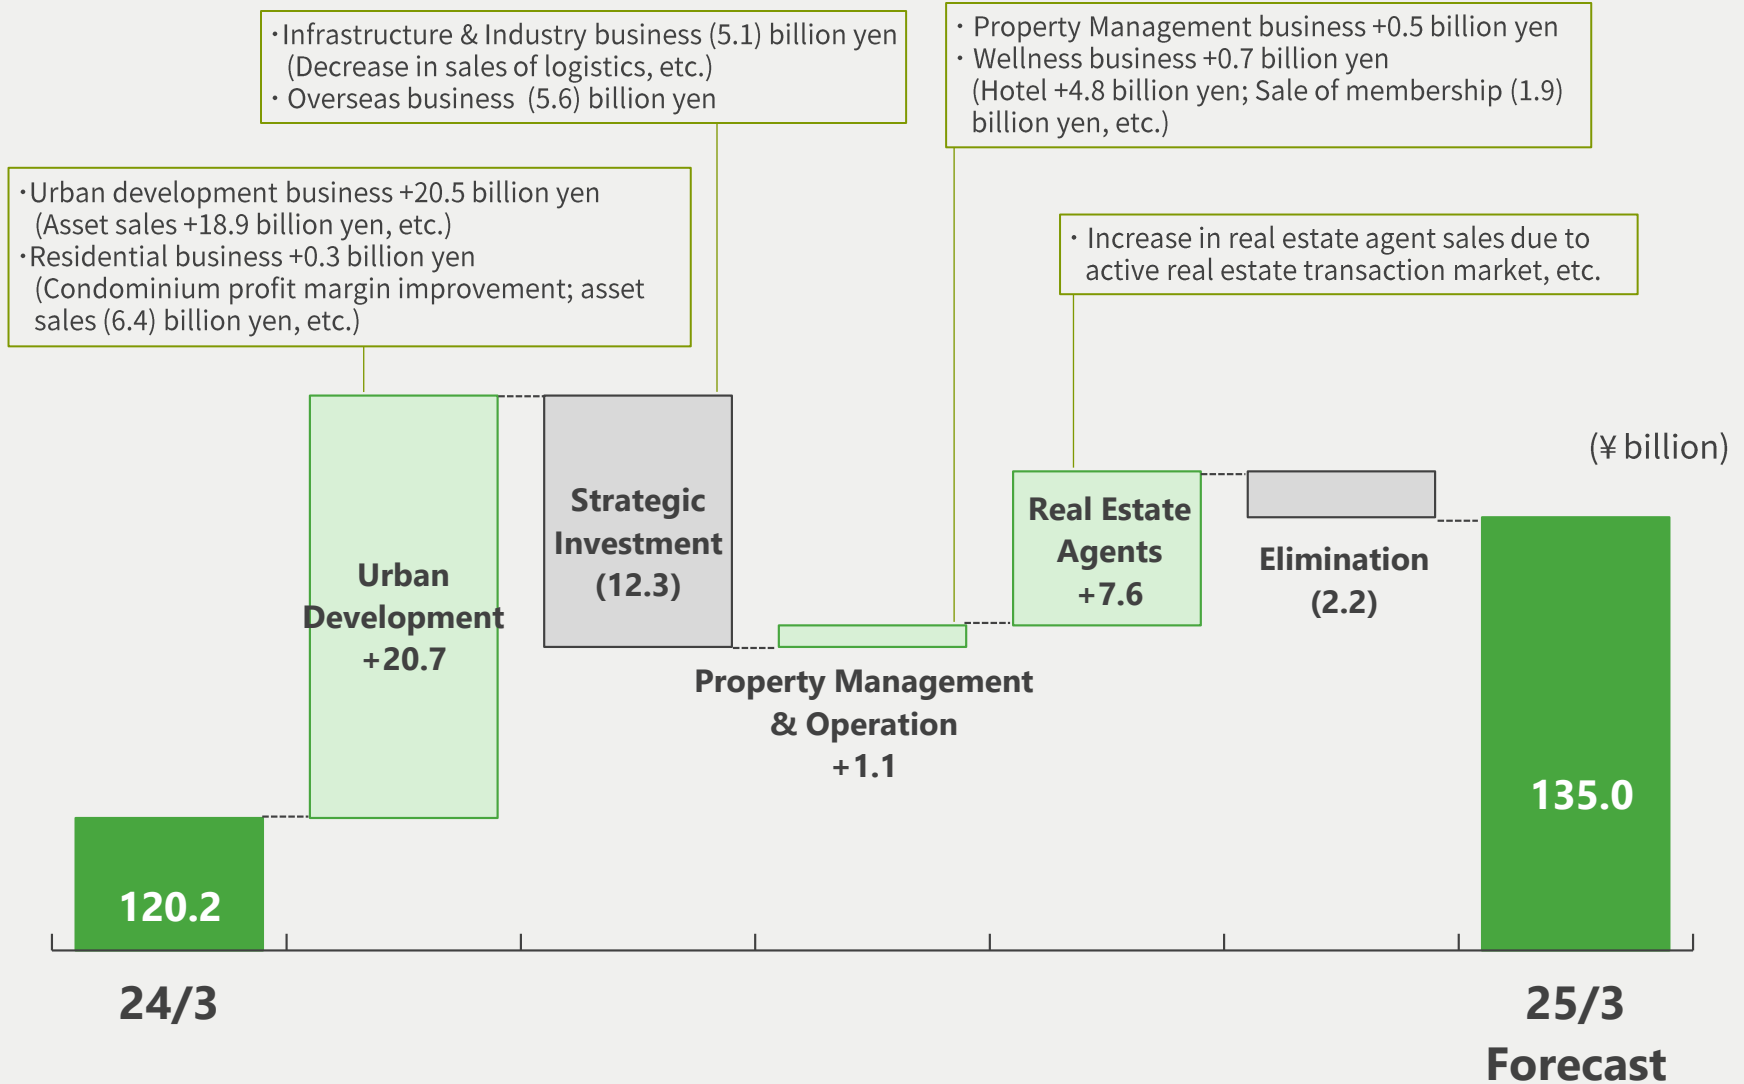 ・Infrastructure & Industry business (5.1) billion yen
(Decrease in sales of logistics, etc.)
・Overseas business (5.6) billion yen
・Property Management business +0.5 billion yen
・Wellness business +0.7 billion yen
(Hotel +4.8 billion yen; Sale of membership (1.9)
billion yen, etc.)
・Urban development business +20.5 billion yen
(Asset sales +18.9 billion yen, etc.)
・Residential business +0.3 billion yen
(Condominium profit margin improvement; asset
sales (6.4) billion yen, etc.)
・Increase in real estate agent sales due to
active real estate transaction market, etc.
(¥ billion)
120.2
Urban
Development
+20.7
Strategic
Investment
(12.3)
Property Management
& Operation
+1.1
Real Estate
Agents
+7.6
Elimination
(2.2)
135.0
24/3
25/3
Forecast